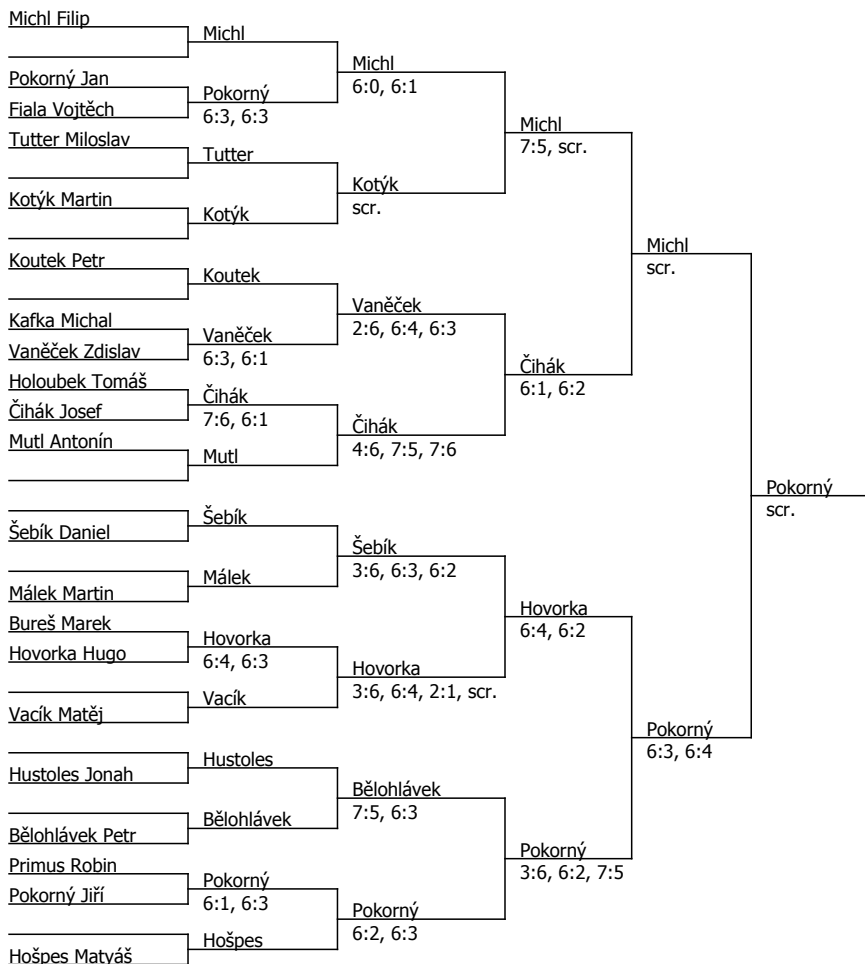 Michl Filip
Michl
Michl
6:0, 6:1
Pokorný Jan
Pokorný
Fiala Vojtěch
6:3, 6:3
Michl
7:5, scr.
Tutter Miloslav
Tutter
Kotýk
scr.
Kotýk Martin
Kotýk
Michl
scr.
Koutek Petr
Koutek
Vaněček
2:6, 6:4, 6:3
Kafka Michal
Vaněček
Vaněček Zdislav
6:3, 6:1
Čihák
6:1, 6:2
Holoubek Tomáš
Čihák
Čihák Josef
7:6, 6:1
Čihák
4:6, 7:5, 7:6
Mutl Antonín
Mutl
Pokorný
scr.
Šebík
Šebík Daniel
Šebík
3:6, 6:3, 6:2
Málek
Málek Martin
Hovorka
6:4, 6:2
Bureš Marek
Hovorka
Hovorka Hugo
6:4, 6:3
Hovorka
3:6, 6:4, 2:1, scr.
Vacík
Vacík Matěj
Pokorný
6:3, 6:4
Hustoles
Hustoles Jonah
Bělohlávek
7:5, 6:3
Bělohlávek
Bělohlávek Petr
Pokorný
3:6, 6:2, 7:5
Primus Robin
Pokorný
Pokorný Jiří
6:1, 6:3
Pokorný
6:2, 6:3
Hošpes
Hošpes Matyáš